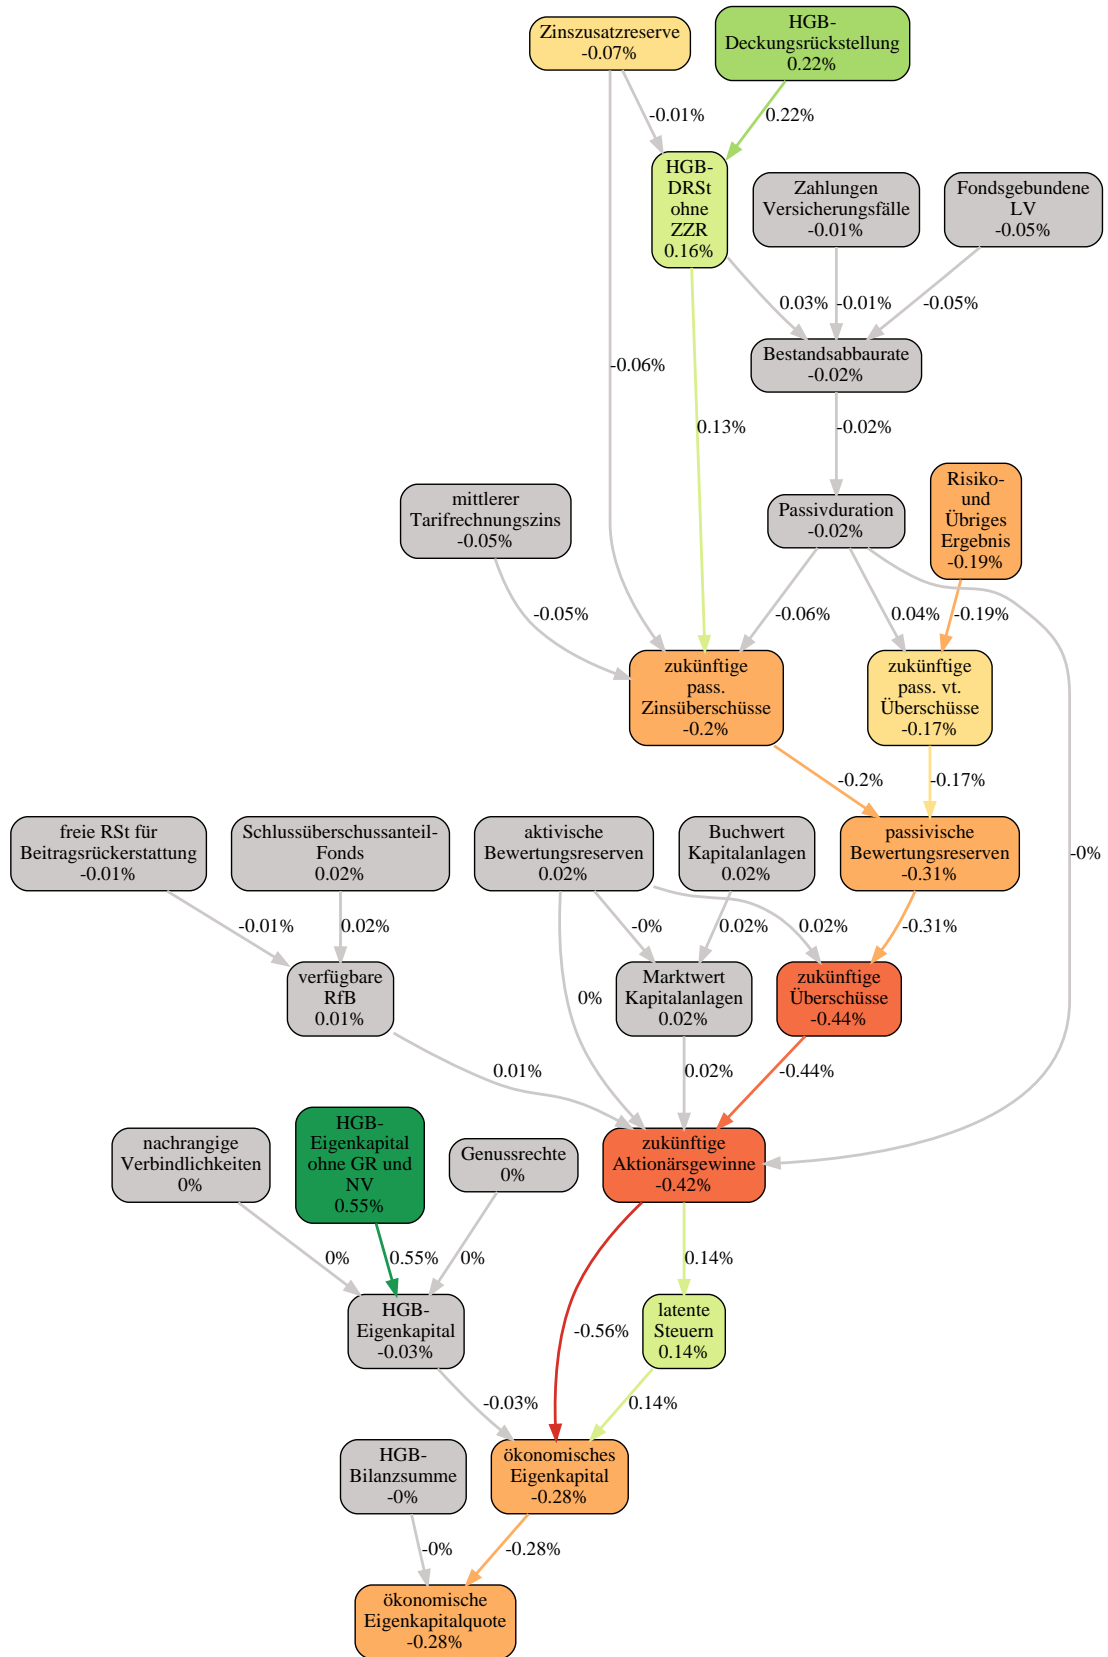 Zinszusatzreserve
-0.07%
HGB-
Deckungsrückstellung
0.22%
-0.01%
0.22%
HGB-
DRSt
ohne
ZZR
0.16%
Zahlungen
Versicherungsfälle
-0.01%
Fondsgebundene
LV
-0.05%
0.03%
-0.01%
-0.05%
Bestandsabbaurate
-0.02%
-0.06%
0.13%
-0.02%
mittlerer
Tarifrechnungszins
-0.05%
Passivduration
-0.02%
Risiko-
und
Übriges
Ergebnis
-0.19%
-0.05%
-0.06%
0.04%
-0.19%
zukünftige
pass.
Zinsüberschüsse
-0.2%
zukünftige
pass. vt.
Überschüsse
-0.17%
-0.2%
-0.17%
freie RSt für
Beitragsrückerstattung
-0.01%
Schlussüberschussanteil-
Fonds
0.02%
aktivische
Bewertungsreserven
0.02%
Buchwert
Kapitalanlagen
0.02%
passivische
Bewertungsreserven
-0.31%
-0%
-0.01%
0.02%
-0%
0.02%
0.02%
-0.31%
verfügbare
RfB
0.01%
0%
Marktwert
Kapitalanlagen
0.02%
zukünftige
Überschüsse
-0.44%
0.01%
0.02%
-0.44%
nachrangige
Verbindlichkeiten
0%
HGB-
Eigenkapital
ohne GR und
NV
0.55%
Genussrechte
0%
zukünftige
Aktionärsgewinne
-0.42%
0%
0.55%
0%
0.14%
HGB-
Eigenkapital
-0.03%
-0.56%
latente
Steuern
0.14%
-0.03%
0.14%
HGB-
Bilanzsumme
-0%
ökonomisches
Eigenkapital
-0.28%
-0%
-0.28%
ökonomische
Eigenkapitalquote
-0.28%